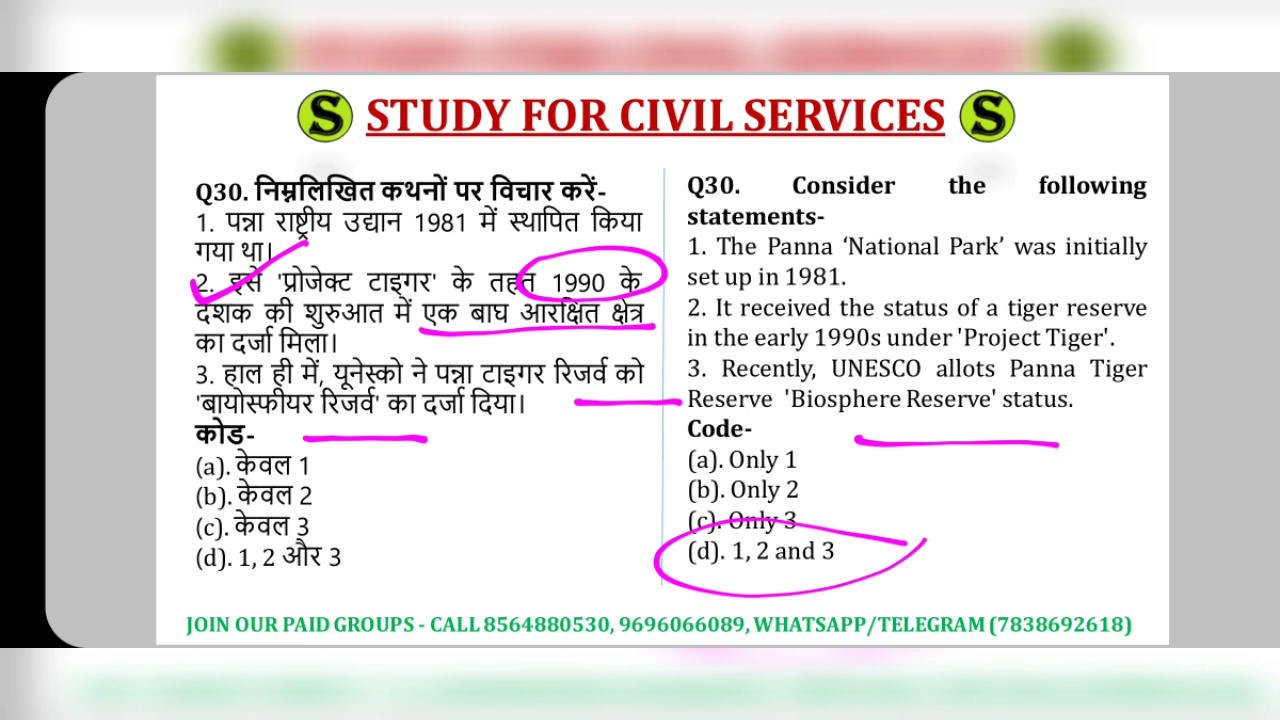 S STUDY FOR CIVIL SERVICES S
Q30. निम्नलिखित कथनों पर विचार करें-
1. पन्ना राष्ट्रीय उद्यान 1981 में स्थापित किया
गया था।
2. इसे 'प्रोजेक्ट टाइगर' के तहत 1990 के
दशक की शुरुआत में एक बाघ आरक्षित क्षेत्र
का दर्जा मिला।
3. हाल ही में, यूनेस्को ने पन्ना टाइगर रिजर्व को
'बायोस्फीयर रिजर्व' का दर्जा दिया।
कोड-
(a). केवल 1
(b). केवल 2
(c). केवल 3
(d). 1, 2 और 3
Q30. Consider the following
statements-
1. The Panna ‘National Park’ was initially
set up in 1981.
2. It received the status of a tiger reserve
in the early 1990s under 'Project Tiger'.
3. Recently, UNESCO allots Panna Tiger
Reserve 'Biosphere Reserve' status.
Code-
(a). Only 1
(b). Only 2
(c). Only 3
(d). 1, 2 and 3
JOIN OUR PAID GROUPS - CALL 8564880530, 9696066089, WHATSAPP/TELEGRAM (7838692618)